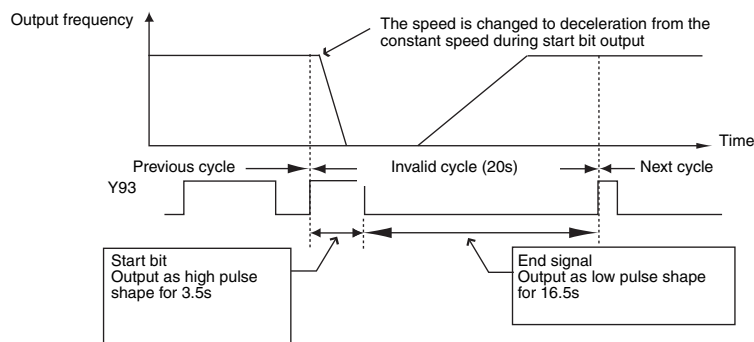 Output frequency
The speed is changed to deceleration from the
constant speed during start bit output
Time
Previous cycle
Invalid cycle (20s)
Next cycle
Y93
Start bit
Output as high pulse
shape for 3.5s
End signal
Output as low pulse shape
for 16.5s